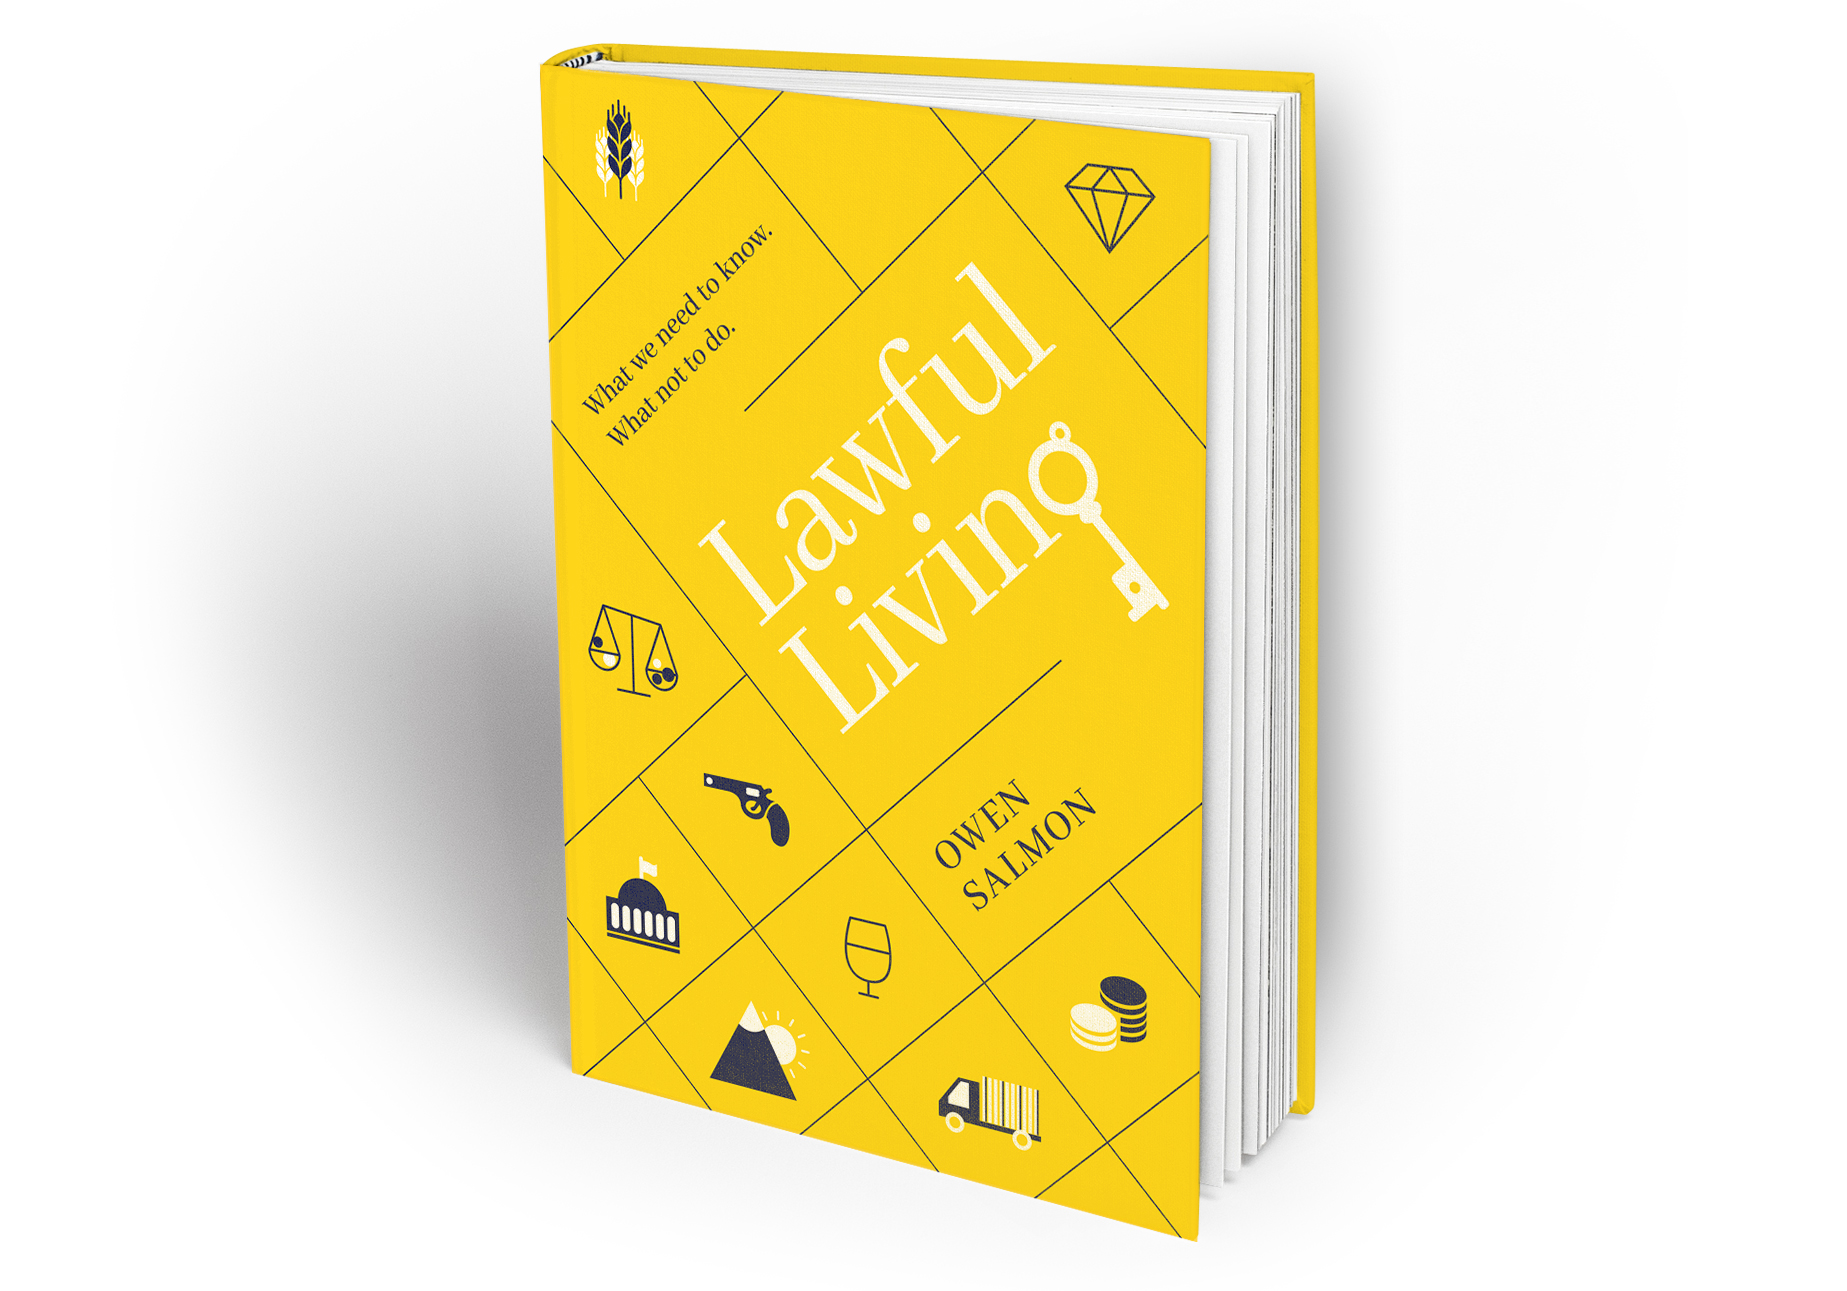 What we need to know.
What not to do.
Lawful
Living
OWEN
SALMON